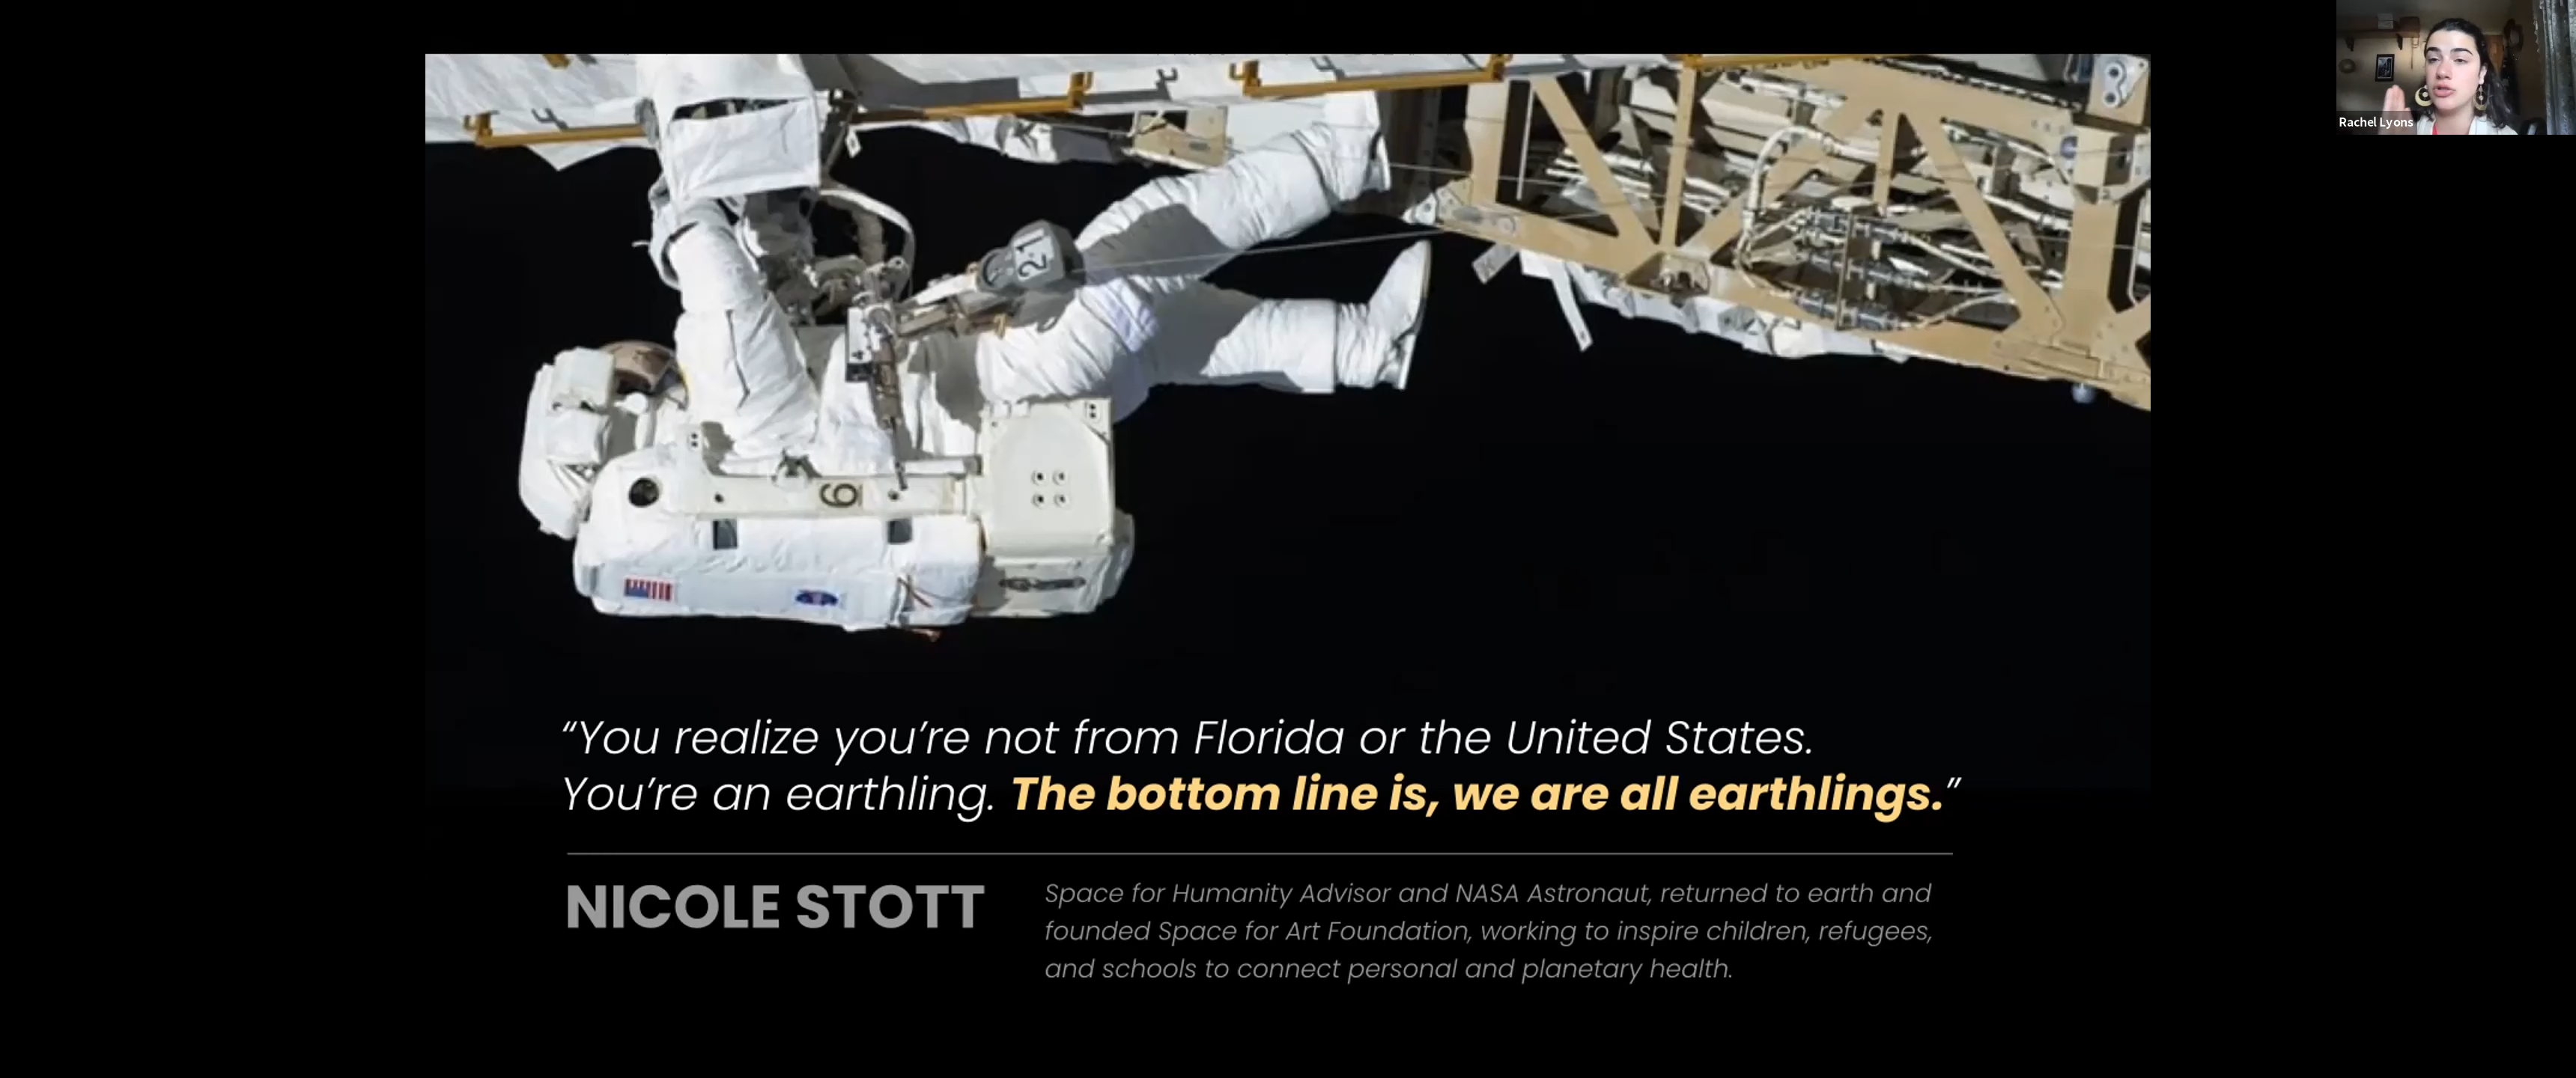 Rachel Lyons
21
6
“You realize you’re not from Florida or the United States.
You’re an earthling. The bottom line is, we are all earthlings.”
NICOLE STOTT
Space for Humanity Advisor and NASA Astronaut, returned to earth and
founded Space for Art Foundation, working to inspire children, refugees,
and schools to connect personal and planetary health.